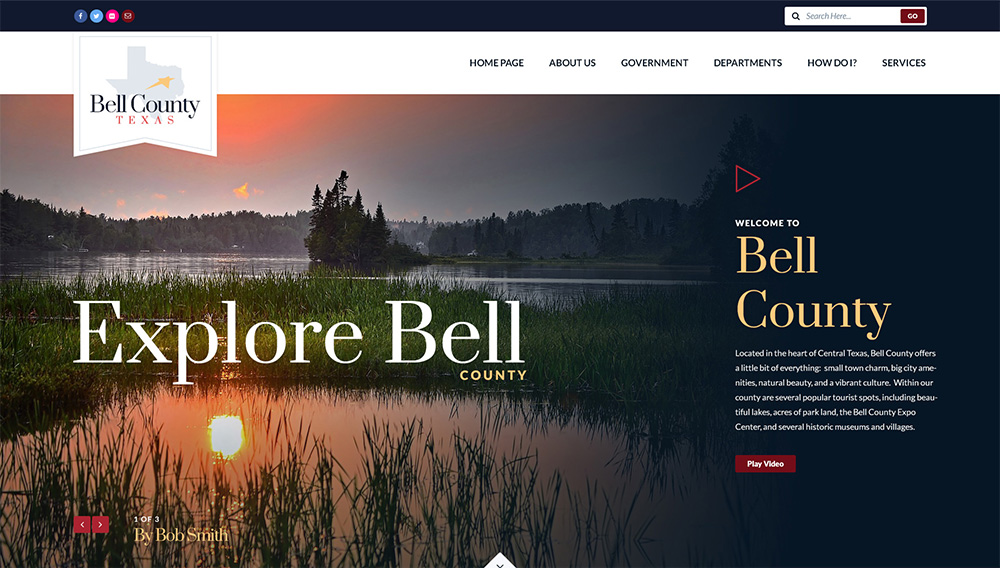 Search Here...
GO
Bell County
TEXAS
HOME PAGE
ABOUT US
GOVERNMENT
DEPARTMENTS
HOW DO I?
SERVICES
Explore Bell
COUNTY
WELCOME TO
Bell
County
Located in the heart of Central Texas, Bell County offers
a little bit of everything: small town charm, big city ame-
nities, natural beauty, and a vibrant culture. Within our
county are several popular tourist spots, including beau-
tiful lakes, acres of park land, the Bell County Expo
Center, and several historic museums and villages.
Play Video
1 OF 3
By Bob Smith